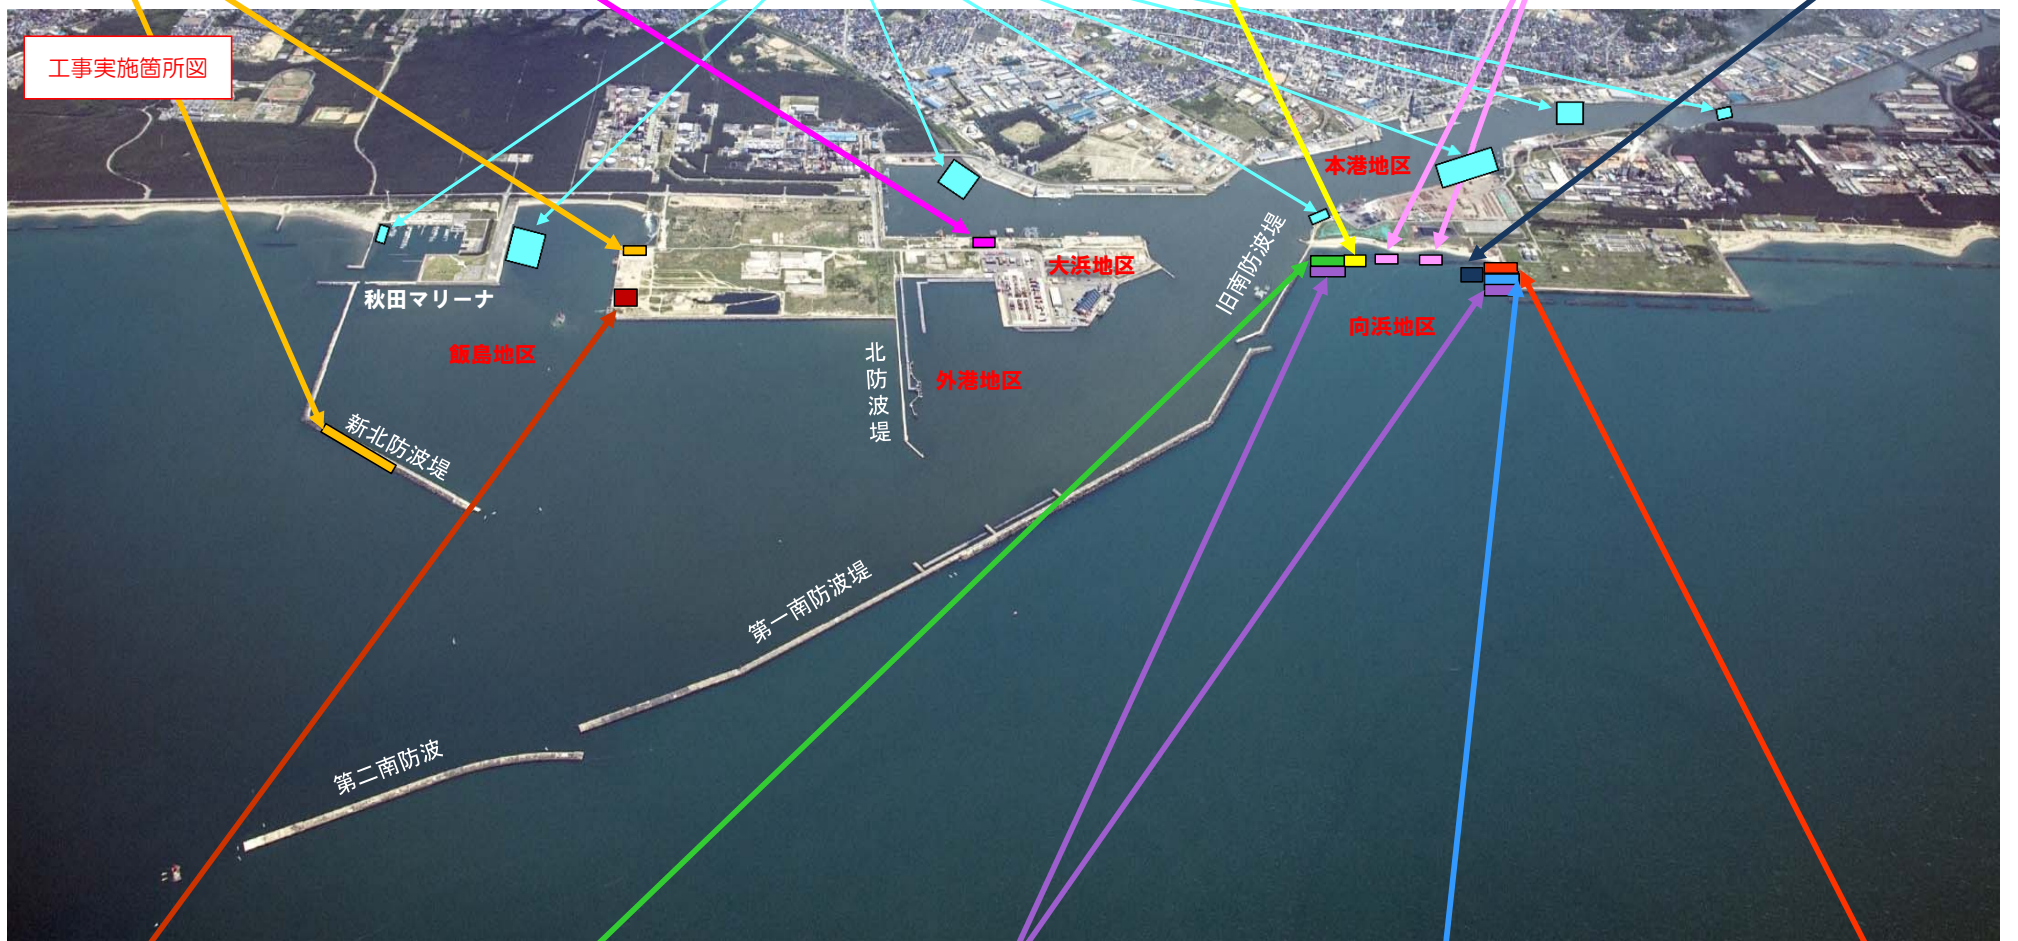 工事実施箇所図
本港地区
旧南防波堤
大浜地区
秋田マリーナ
向浜地区
飯島地区
北防波堤
外港地区
新北防波堤
第一南防波堤
第二南防波